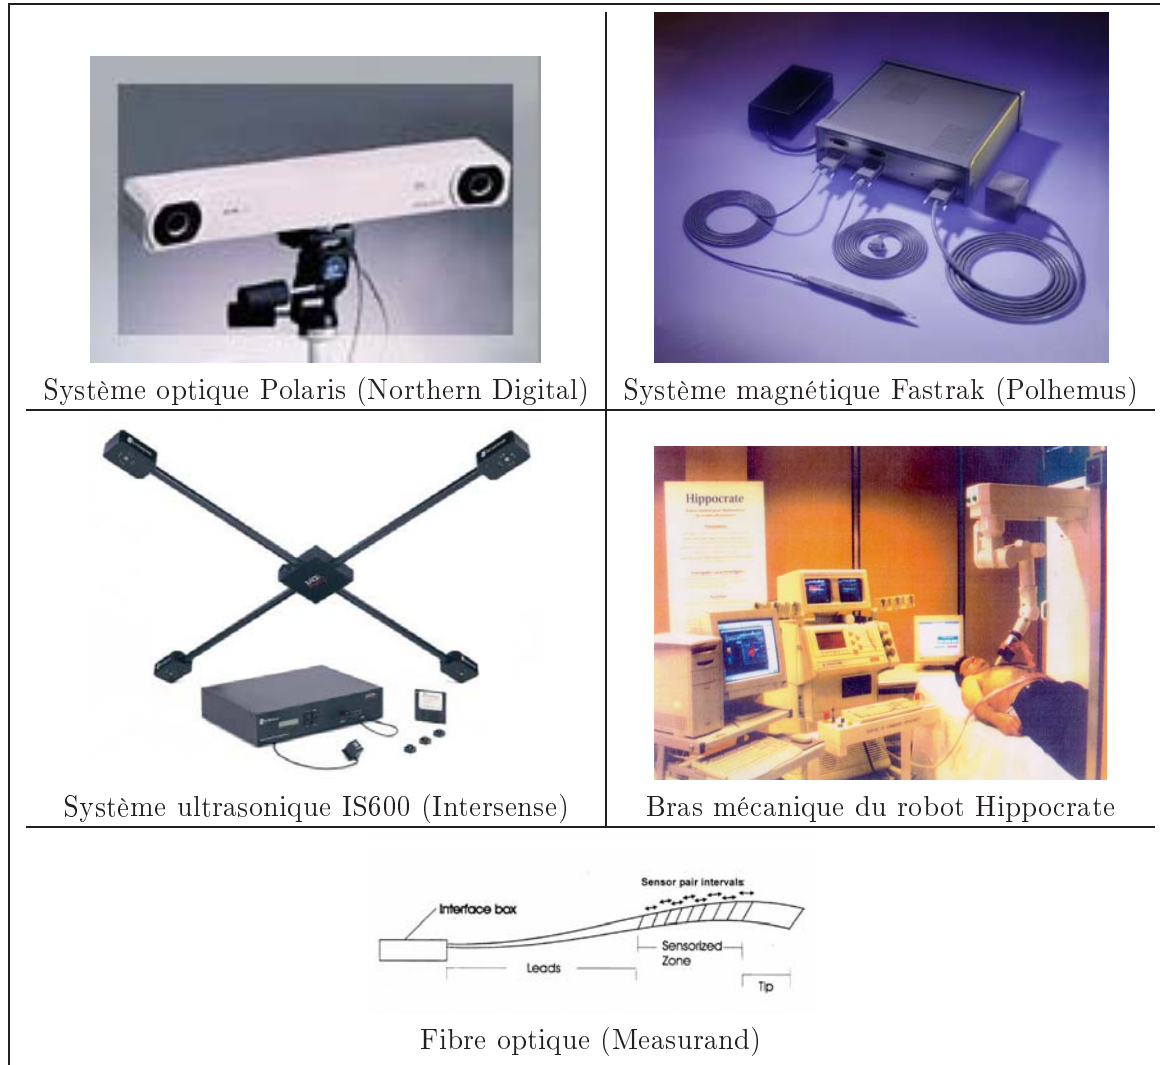 Système optique Polaris (Northern Digital)
Système magnétique Fastrak (Polhemus)
Système ultrasonique IS600 (Intersense)
Hippocrate
Bras mécanique du robot Hippocrate
Sensor pair intervals:
Interface box
Sensorized
Zone
Leads
Tip
Fibre optique (Measurand)